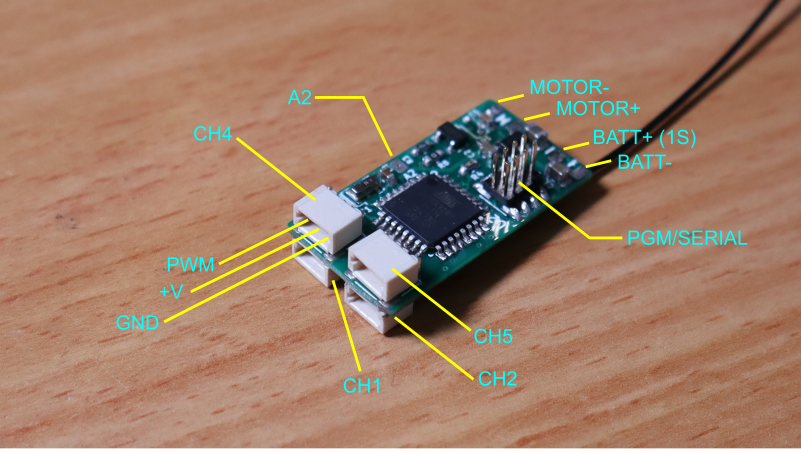 MOTOR-
A2
MOTOR+
CH4
BATT+ (1S)
BATT-
PGM/SERIAL
PWM
+V
GND
CH5
CH1
CH2